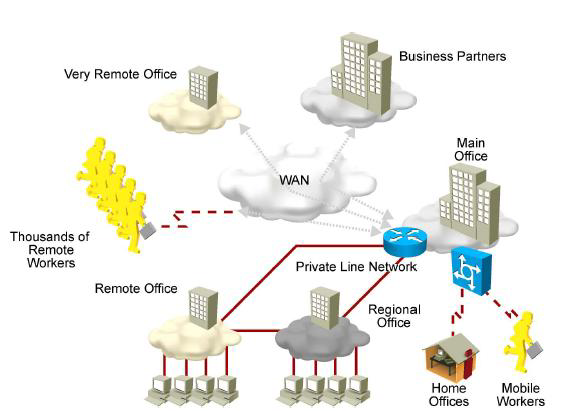 Business Partners
Very Remote Office
Main
Office
WAN
Thousands of
Remote
Workers
Private Line Network
Remote Office
Regional
Office
Home
Offices
Mobile
Workers